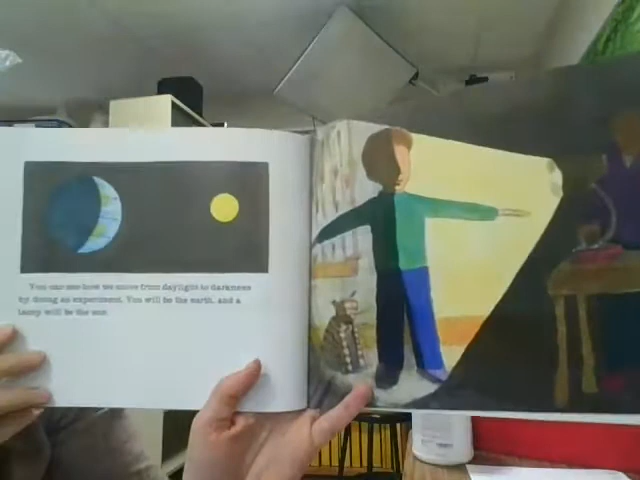 You can see how we move from daylight to darkness
by doing an experiment. You will be the earth, and a
lamp will be the sun.